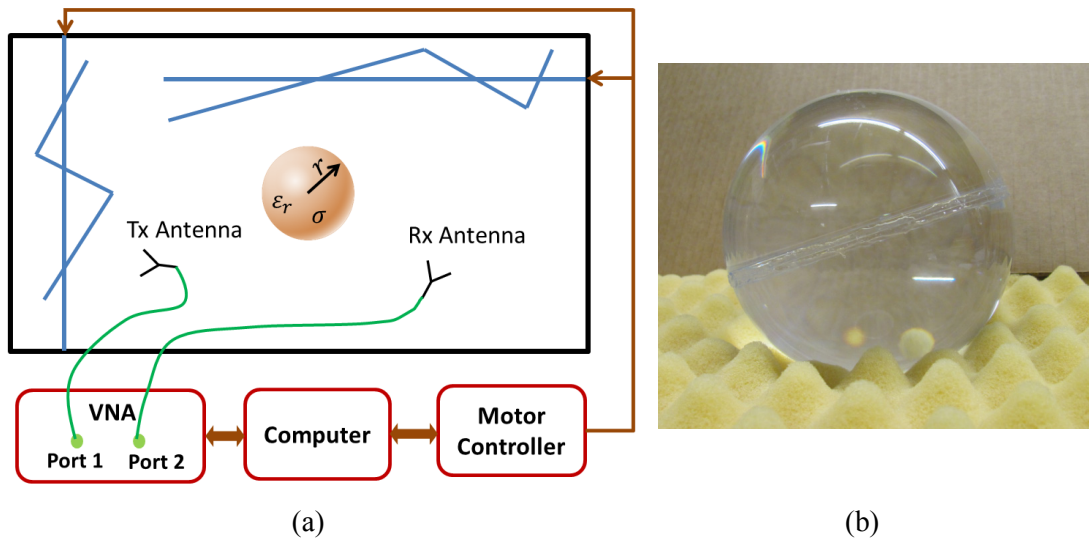 r
εr
σ
Tx Antenna
Rx Antenna
VNA
Port 1
Port 2
Computer
Motor
Controller
(a)
(b)